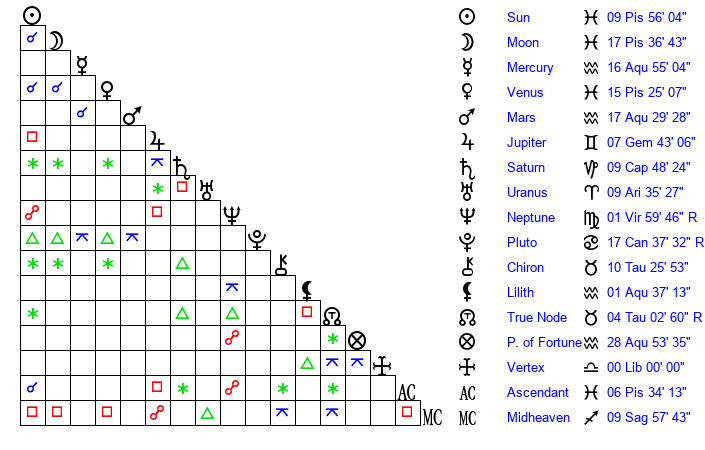 Sun 09 Pis 56' 04"
Moon 17 Pis 36' 43"
Mercury 16 Aqu 55' 04"
Venus 15 Pis 25' 07"
Mars 17 Aqu 29' 28"
Jupiter 07 Gem 43' 06"
Saturn 09 Cap 48' 24"
Uranus 09 Ari 35' 27"
Neptune 01 Vir 59' 46" R
Pluto 17 Can 37' 32" R
Chiron 10 Tau 25' 53"
Lilith 01 Aqu 37' 13"
True Node 04 Tau 02' 60" R
P. of Fortune 28 Aqu 53' 35"
Vertex 00 Lib 00' 00"
AC AC Ascendant 06 Pis 34' 13"
MC MC Midheaven 09 Sag 57' 43"